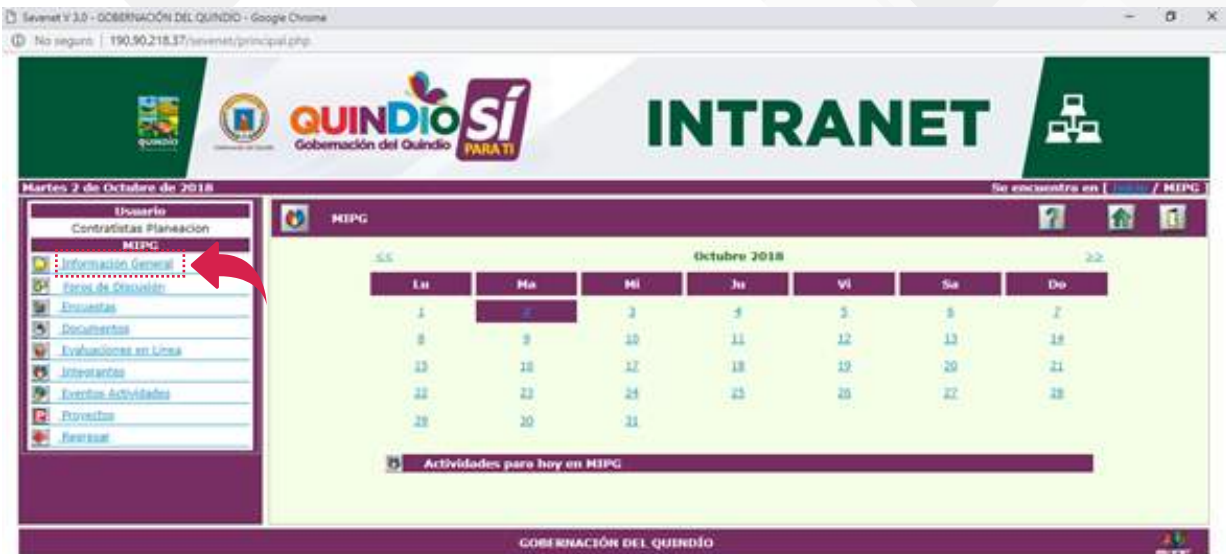 Sevenet V 3.0 - GOBERNACIÓN DEL QUINDIO - Google Chrome
No seguro | 190.90.218.37/sevenet/principal.php
QUINDÍO
QUINDÍO SÍ
Gobernación del Quindío PARA TI
INTRANET
Martes 2 de Octubre de 2018
Se encuentra en [ Inicio / MIPG ]
Usuario
Contratistas Planeacion
MIPG
Información General
Foros de Discusión
Encuestas
Documentos
Evaluaciones en Línea
Integrantes
Eventos Actividades
Proyectos
Regresar
MIPG
<< Octubre 2018 >>
Lu Ma Mi Ju Vi Sa Do
1 2 3 4 5 6 7
8 9 10 11 12 13 14
15 16 17 18 19 20 21
22 23 24 25 26 27 28
29 30 31
Actividades para hoy en MIPG
GOBERNACIÓN DEL QUINDÍO